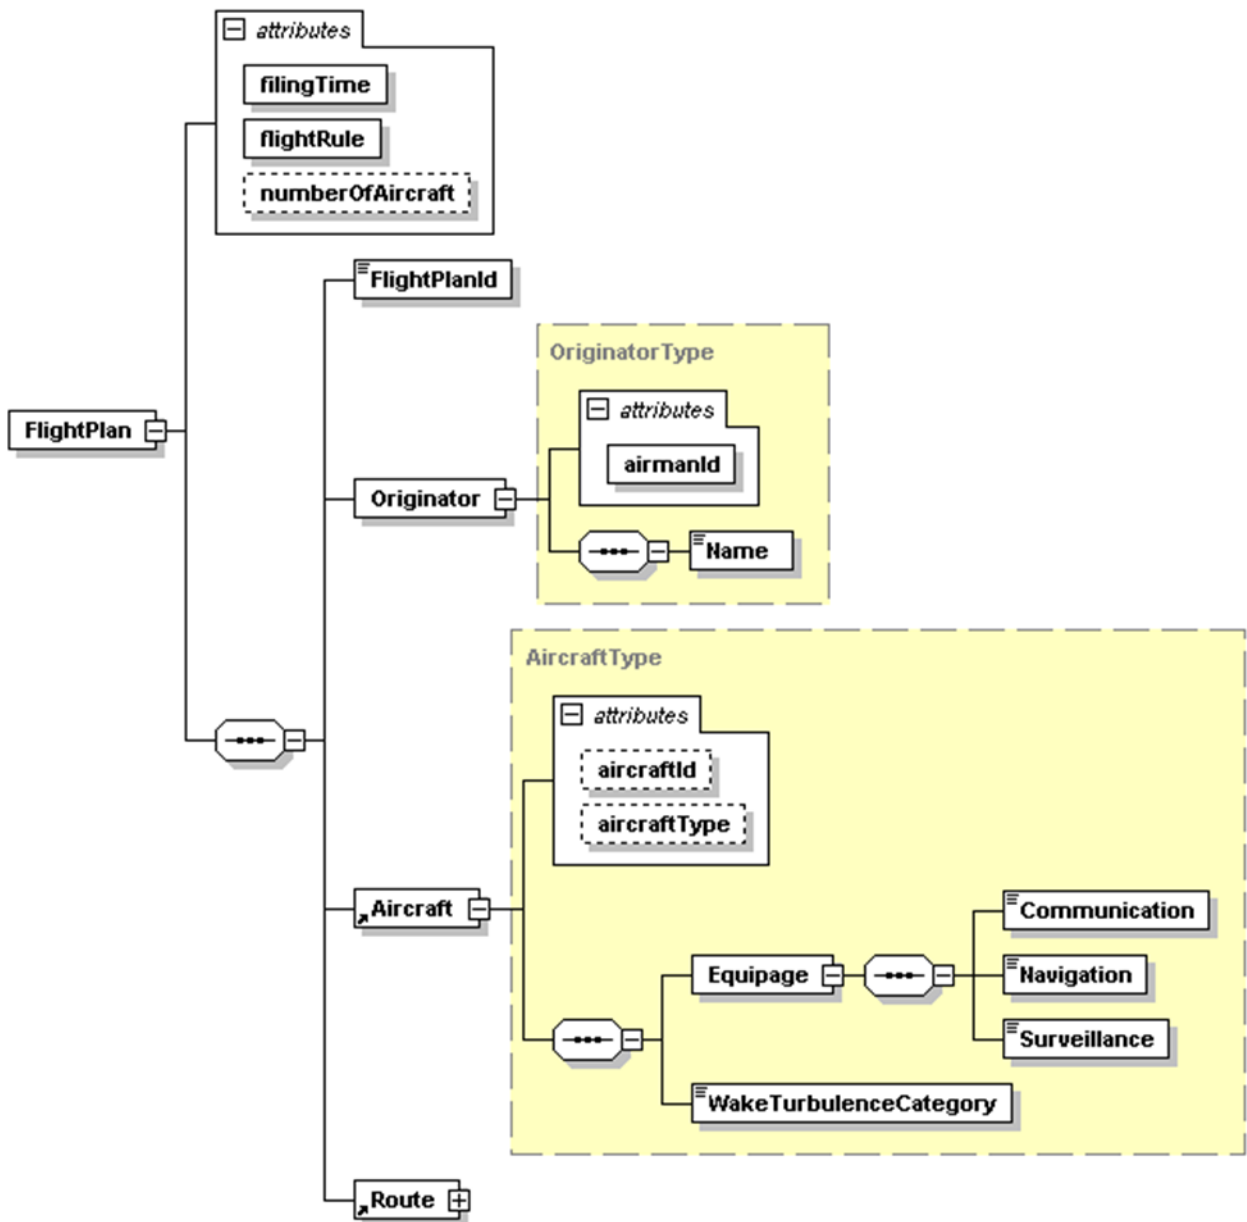 attributes
filingTime
flightRule
numberOfAircraft
FlightPlanId
OriginatorType
attributes
airmanId
FlightPlan
Originator
Name
AircraftType
attributes
aircraftId
aircraftType
Aircraft
Communication
Equipage
Navigation
Surveillance
WakeTurbulenceCategory
Route